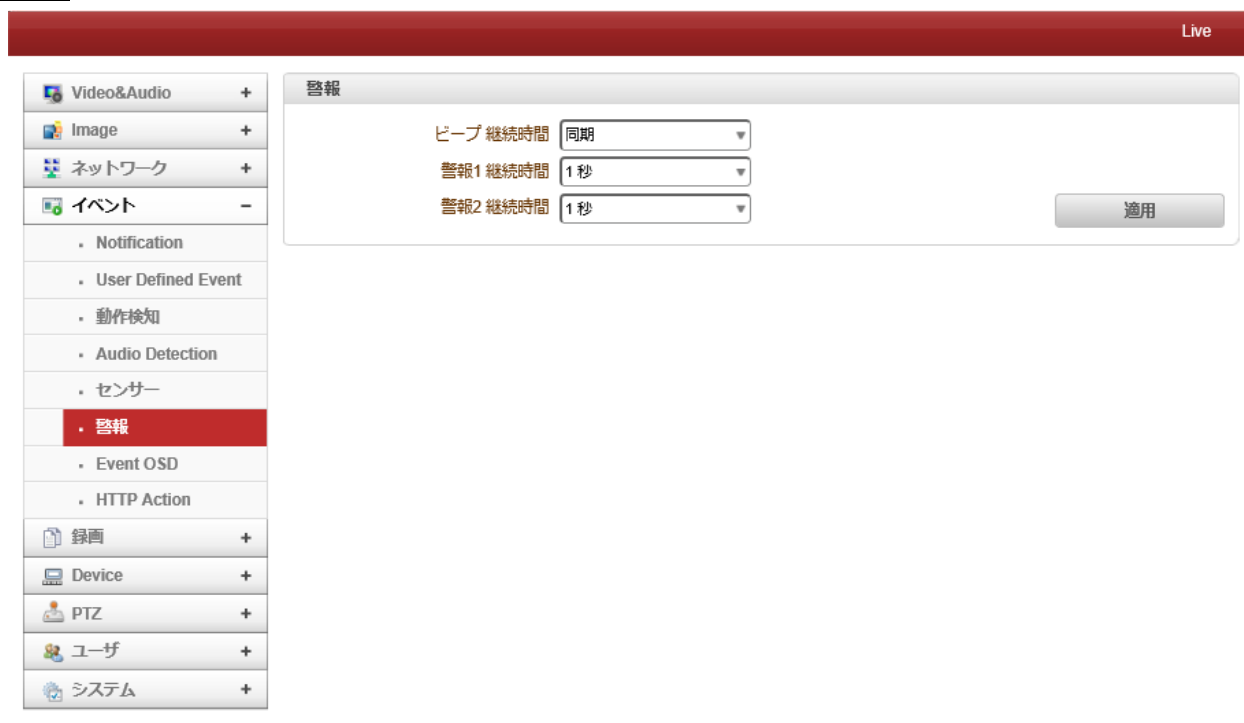 Live
Video&Audio +
Image +
ネットワーク +
イベント −
Notification
User Defined Event
動作検知
Audio Detection
センサー
警報
Event OSD
HTTP Action
録画 +
Device +
PTZ +
ユーザ +
システム +
警報
ビープ 継続時間 同期
警報1 継続時間 1 秒
警報2 継続時間 1 秒
適用